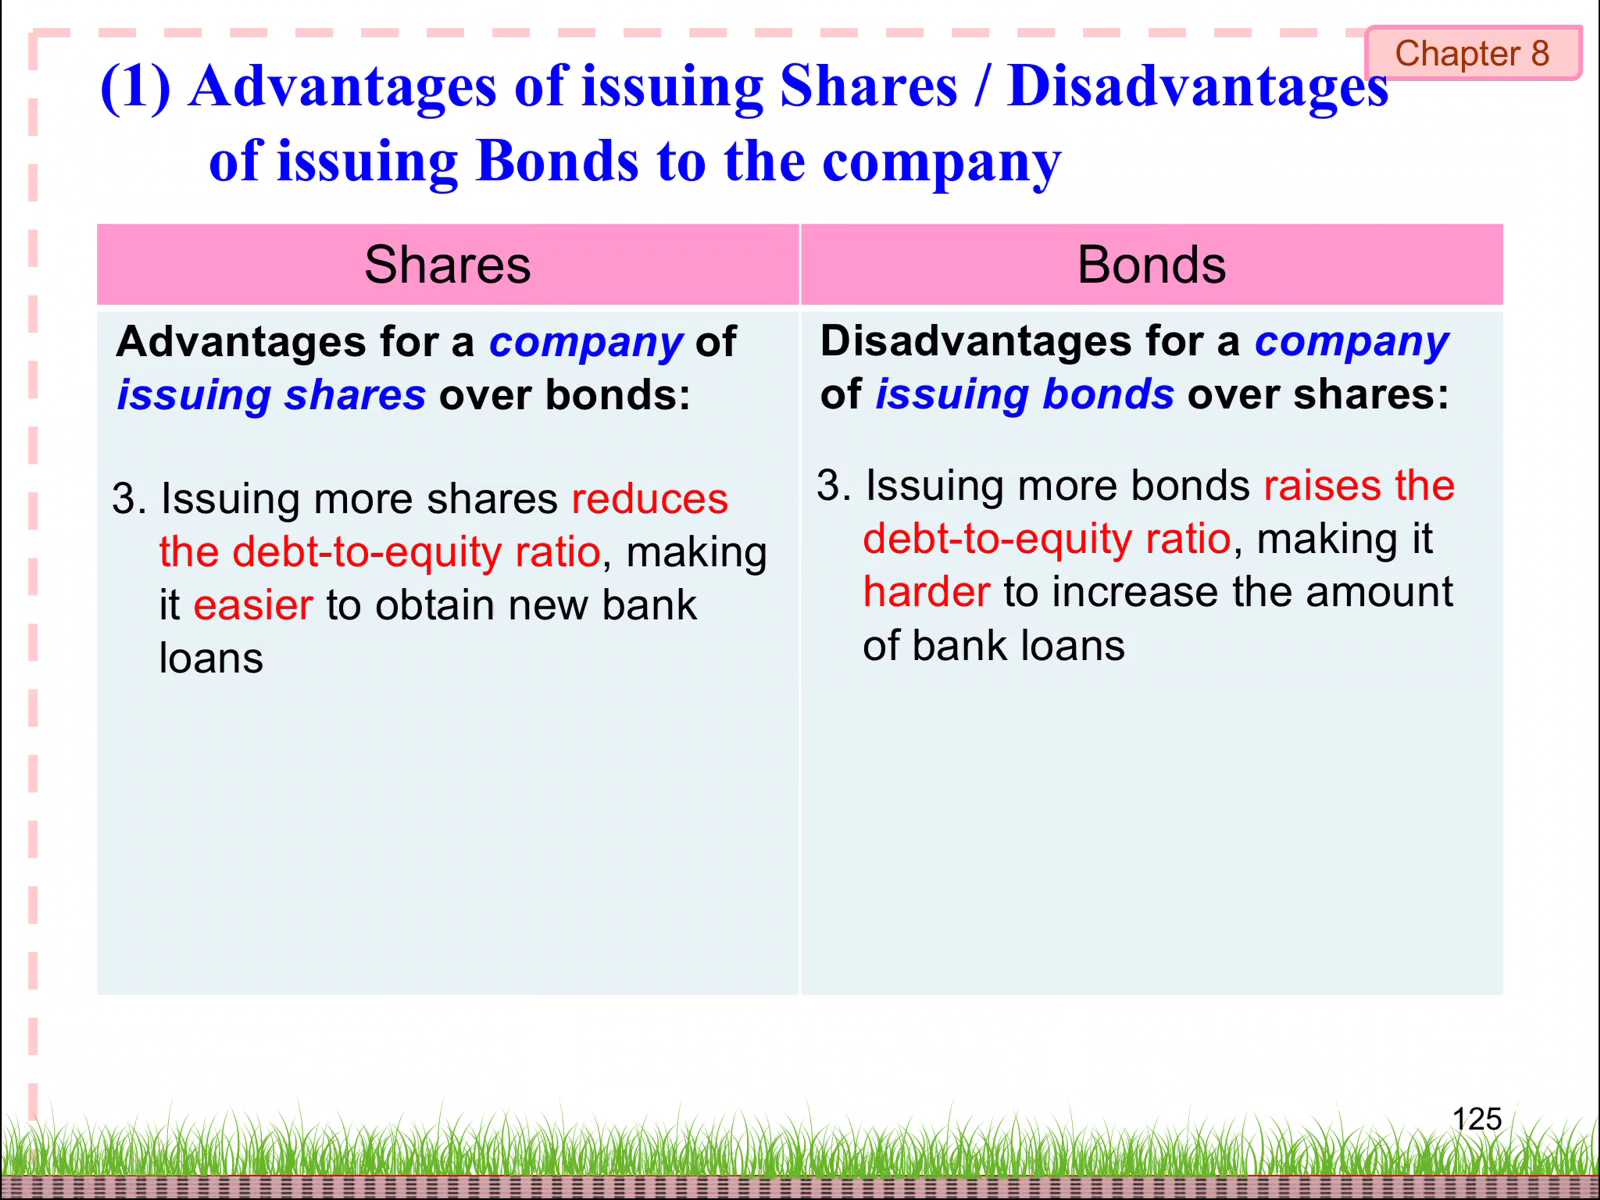 Chapter 8
(1) Advantages of issuing Shares / Disadvantages
of issuing Bonds to the company
Shares
Bonds
Advantages for a company of
issuing shares over bonds:
3. Issuing more shares reduces
the debt-to-equity ratio, making
it easier to obtain new bank
loans
Disadvantages for a company
of issuing bonds over shares:
3. Issuing more bonds raises the
debt-to-equity ratio, making it
harder to increase the amount
of bank loans
125